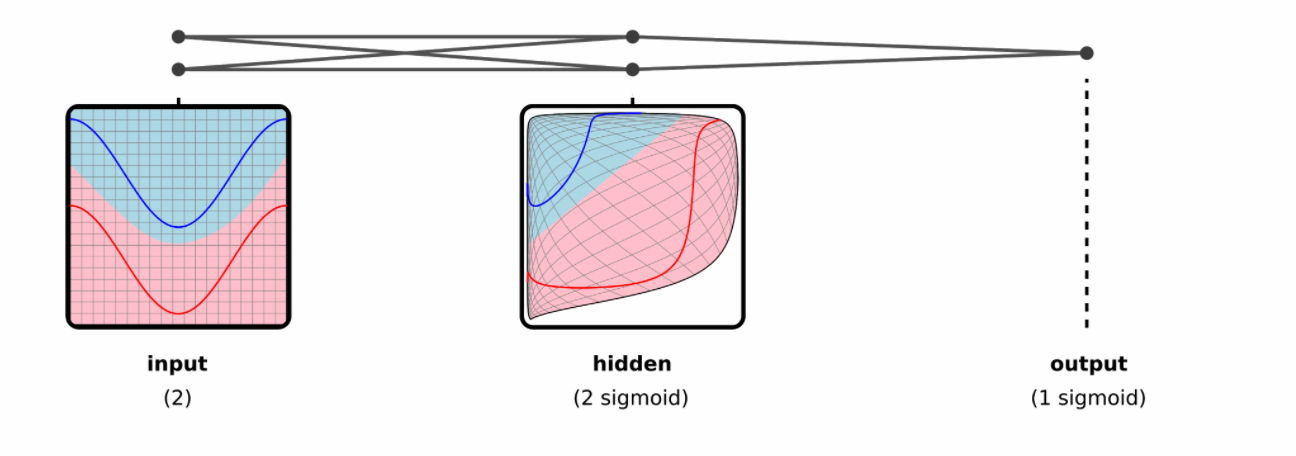 input
hidden
output
(2)
(2 sigmoid)
(1 sigmoid)